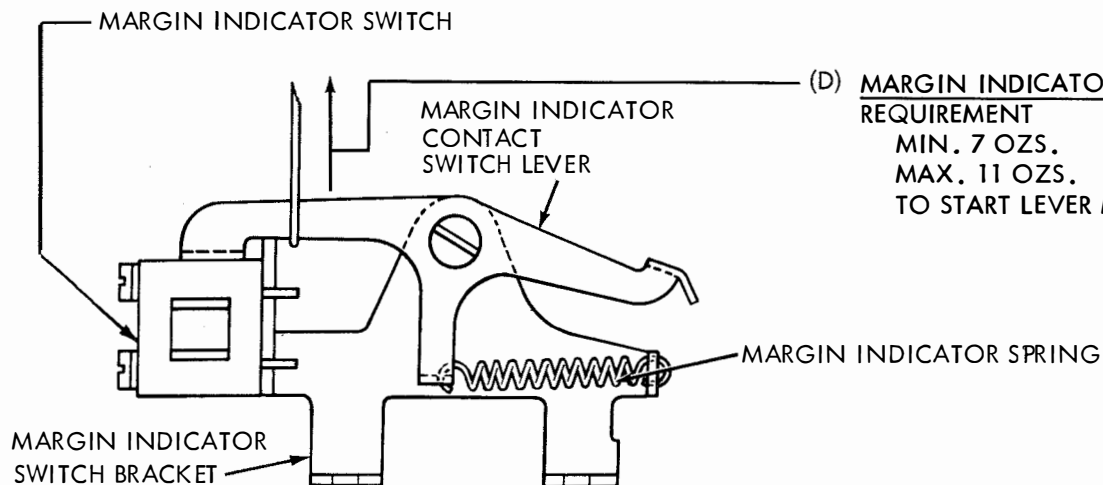 MARGIN INDICATOR SWITCH
(D) MARGIN INDICATO
REQUIREMENT
MIN. 7 OZS.
MAX. 11 OZS.
TO START LEVER
MARGIN INDICATOR
CONTACT
SWITCH LEVER
MARGIN INDICATOR SPRING
MARGIN INDICATOR
SWITCH BRACKET